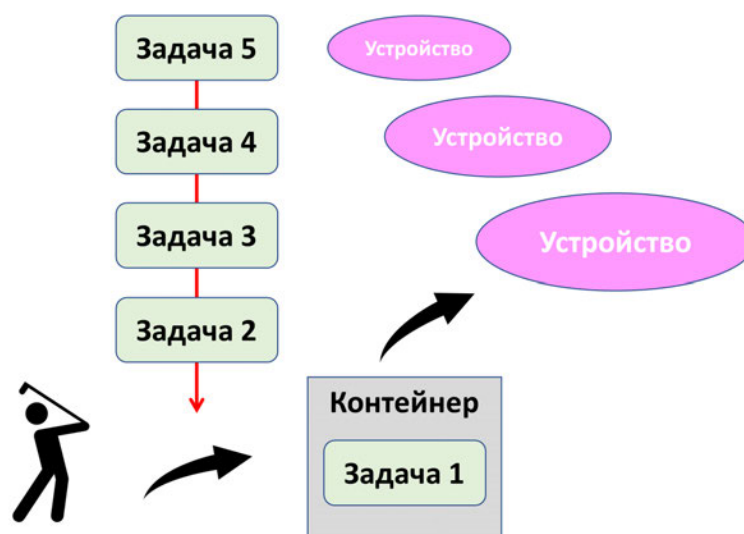 Задача 5
Устройство
Задача 4
Устройство
Задача 3
Устройство
Задача 2
Контейнер
Задача 1